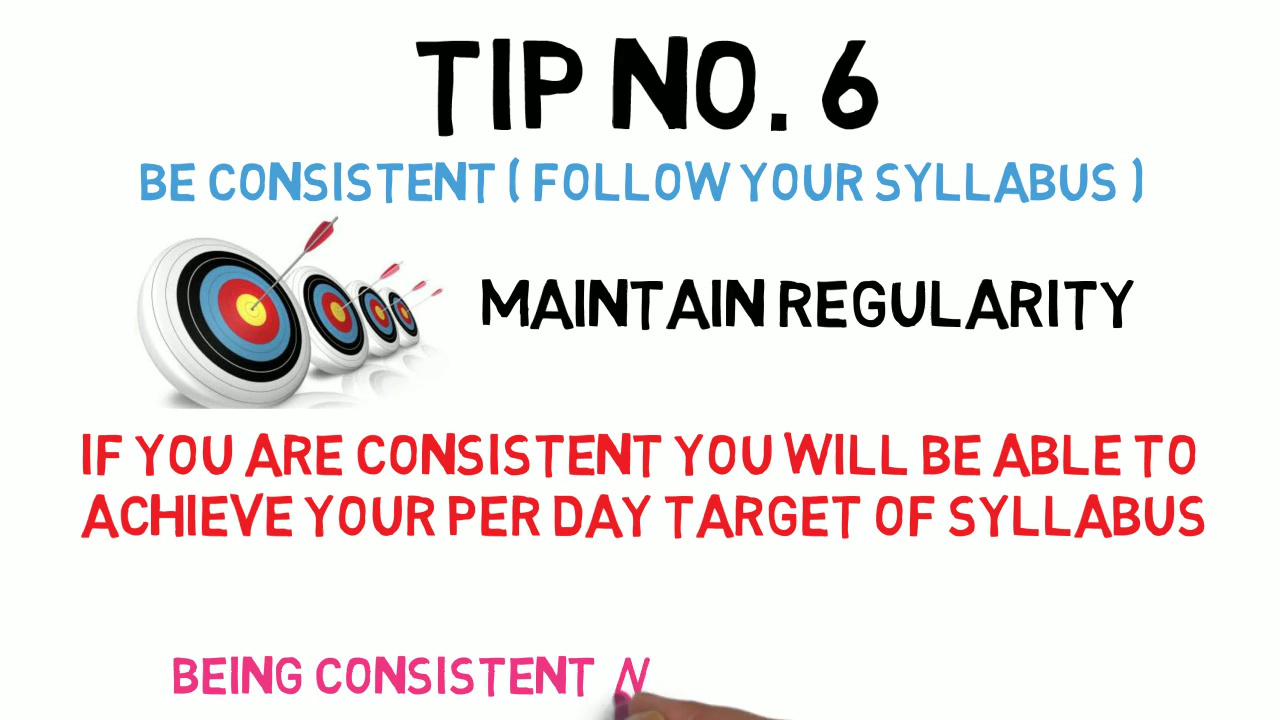 TIP NO. 6
BE CONSISTENT ( FOLLOW YOUR SYLLABUS )
MAINTAIN REGULARITY
IF YOU ARE CONSISTENT YOU WILL BE ABLE TO
ACHIEVE YOUR PER DAY TARGET OF SYLLABUS
BEING CONSISTENT N